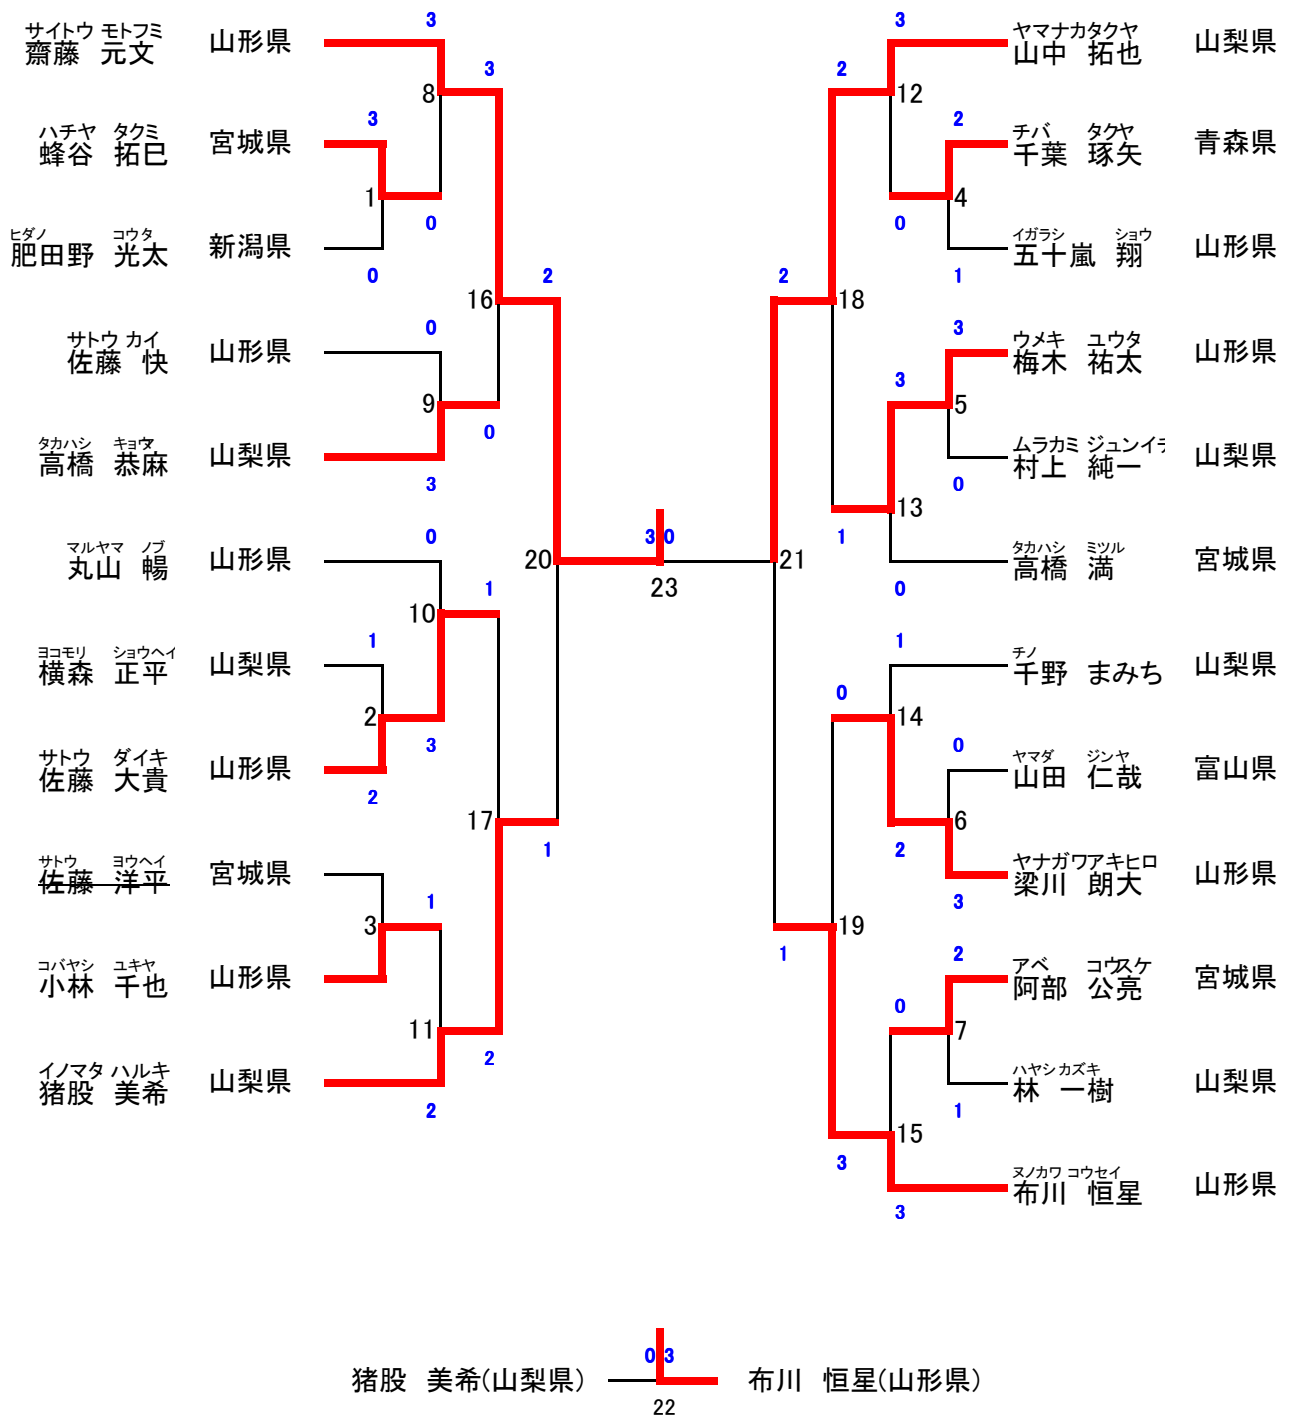 サイトウ モトフミ
齋藤 元文 山形県
3
3
8
ハチヤ タクミ
蜂谷 拓巳 宮城県
3
1
0
ヒダノ コウタ
肥田野 光太 新潟県
0
16
2
サトウ カイ
佐藤 快 山形県
0
9
0
タカハシ キョウマ
高橋 恭麻 山梨県
3
マルヤマ ノブ
丸山 暢 山形県
0
20
10
1
ヨコモリ ショウヘイ
横森 正平 山梨県
1
2
3
サトウ ダイキ
佐藤 大貴 山形県
2
17
1
サトウ ヨウヘイ
佐藤 洋平 宮城県
3
1
コバヤシ ユキヤ
小林 千也 山形県
11
2
イノマタ ハルキ
猪股 美希 山梨県
2
3 0
23
ヤマナカタクヤ
山中 拓也 山梨県
3
2
12
チバ タクヤ
千葉 琢矢 青森県
2
4
0
イガラシ ショウ
五十嵐 翔 山形県
1
2
18
ウメキ ユウタ
梅木 祐太 山形県
3
3
5
ムラカミ ジュンイチ
村上 純一 山梨県
0
13
1
タカハシ ミツル
高橋 満 宮城県
0
21
チノ
千野 まみち 山梨県
1
0
14
ヤマダ ジンヤ
山田 仁哉 富山県
0
6
2
ヤナガワアキヒロ
梁川 朗大 山形県
3
19
1
アベ コウスケ
阿部 公亮 宮城県
2
0
7
ハヤシ カズキ
林 一樹 山梨県
1
15
3
ヌノカワ コウセイ
布川 恒星 山形県
3
0 3
猪股 美希(山梨県) 布川 恒星(山形県)
22